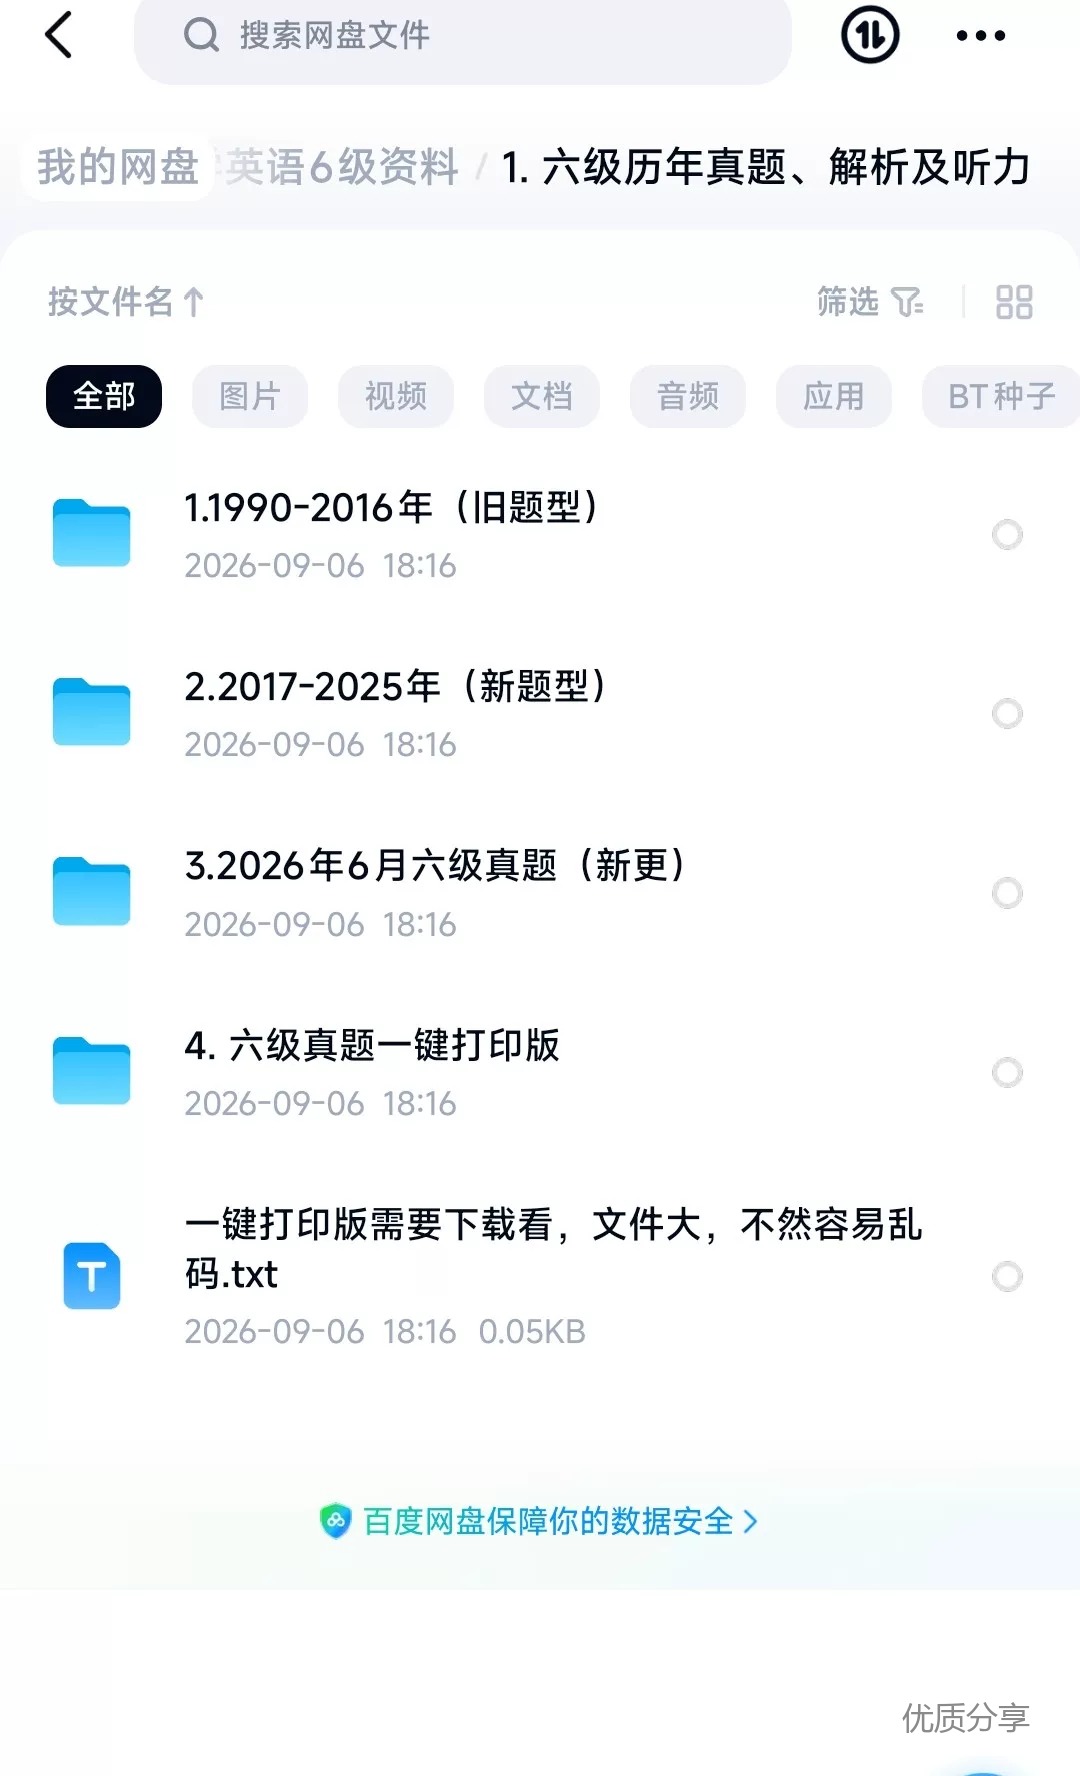 搜索网盘文件
我的网盘 英语6级资料 / 1. 六级历年真题、解析及听力
按文件名↑ 筛选
全部 图片 视频 文档 音频 应用 BT种子
1.1990-2016年（旧题型）
2026-09-06 18:16
2.2017-2025年（新题型）
2026-09-06 18:16
3.2026年6月六级真题（新更）
2026-09-06 18:16
4. 六级真题一键打印版
2026-09-06 18:16
一键打印版需要下载看，文件大，不然容易乱
码.txt
T
2026-09-06 18:16 0.05KB
百度网盘保障你的数据安全
优质分享